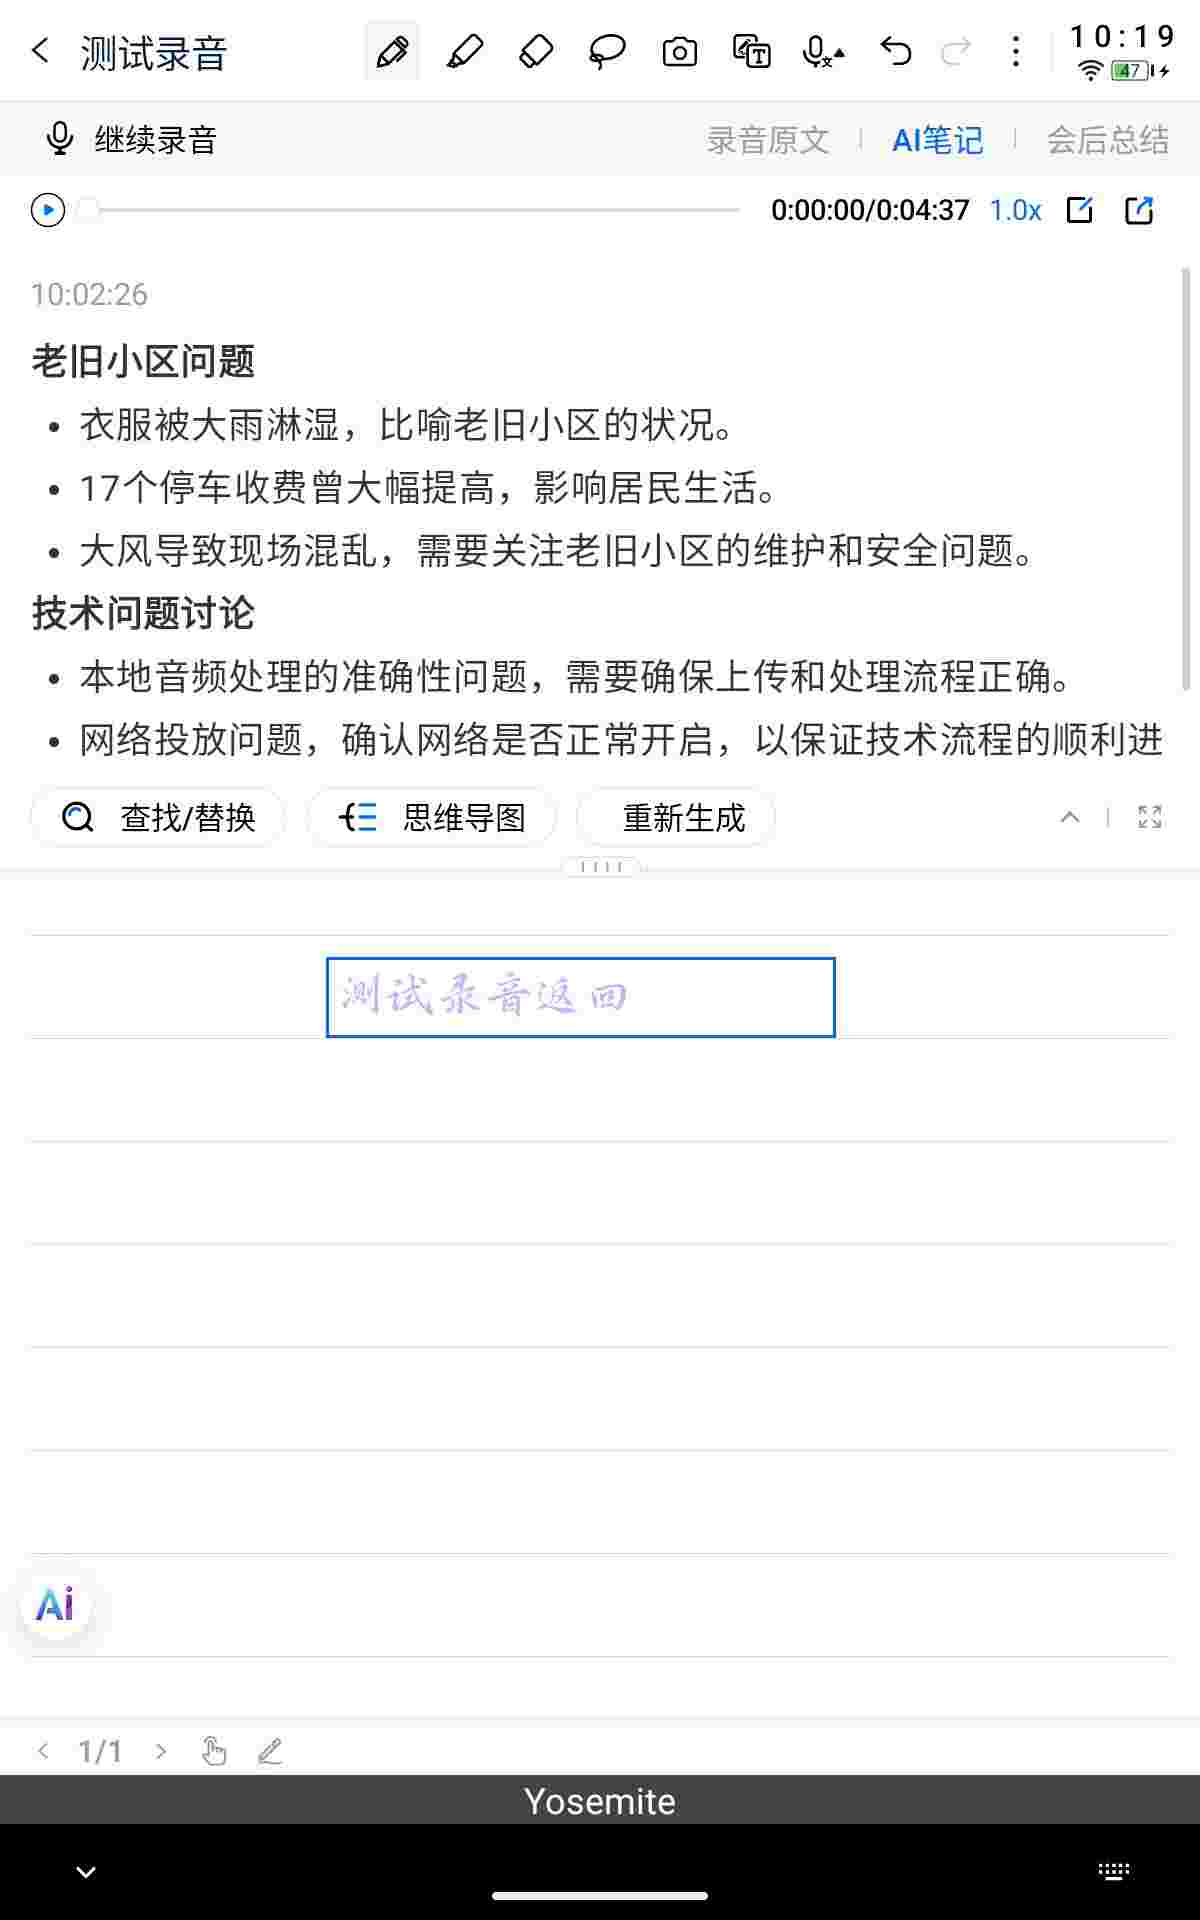 测试录音
10:19
47
继续录音
录音原文
AI笔记
会后总结
0:00:00/0:04:37 1.0x
10:02:26
老旧小区问题
• 衣服被大雨淋湿，比喻老旧小区的状况。
• 17个停车收费曾大幅提高，影响居民生活。
• 大风导致现场混乱，需要关注老旧小区的维护和安全问题。
技术问题讨论
• 本地音频处理的准确性问题，需要确保上传和处理流程正确。
• 网络投放问题，确认网络是否正常开启，以保证技术流程的顺利进
查找/替换
思维导图
重新生成
测试录音返回
Ai
1/1
Yosemite